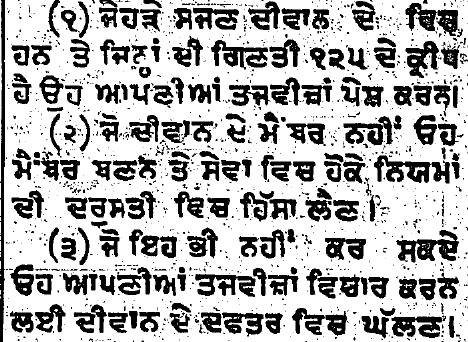 (੧) ਜੇਹੜੇ ਸਜਣ ਦੀਵਾਨ ਦੇ ਵਿਚ
ਹਨ ਤੇ ਜਿਨ੍ਹਾਂ ਦੀ ਗਿਣਤੀ ੧੨੫ ਦੇ ਕ੍ਰੀਬ
ਹੈ ਉਹ ਆਪਣੀਆਂ ਤਜਵੀਜ਼ਾਂ ਪੇਸ਼ ਕਰਨ।
(੨) ਜੋ ਦੀਵਾਨ ਦੇ ਮੈਂਬਰ ਨਹੀਂ ਓਹ
ਮੈਂਬਰ ਬਣਨ ਤੇ ਸੇਵਾ ਵਿਚ ਹੋਕੇ ਨਿਯਮਾਂ
ਦੀ ਦਰੁਸਤੀ ਵਿਚ ਹਿੱਸਾ ਲੈਣ।
(੩) ਜੋ ਇਹ ਭੀ ਨਹੀਂ ਕਰ ਸਕਦੇ
ਓਹ ਆਪਣੀਆਂ ਤਜਵੀਜ਼ਾਂ ਵਿਚਾਰ ਕਰਨ
ਲਈ ਦੀਵਾਨ ਦੇ ਦਫਤਰ ਵਿਚ ਘੱਲਣ।